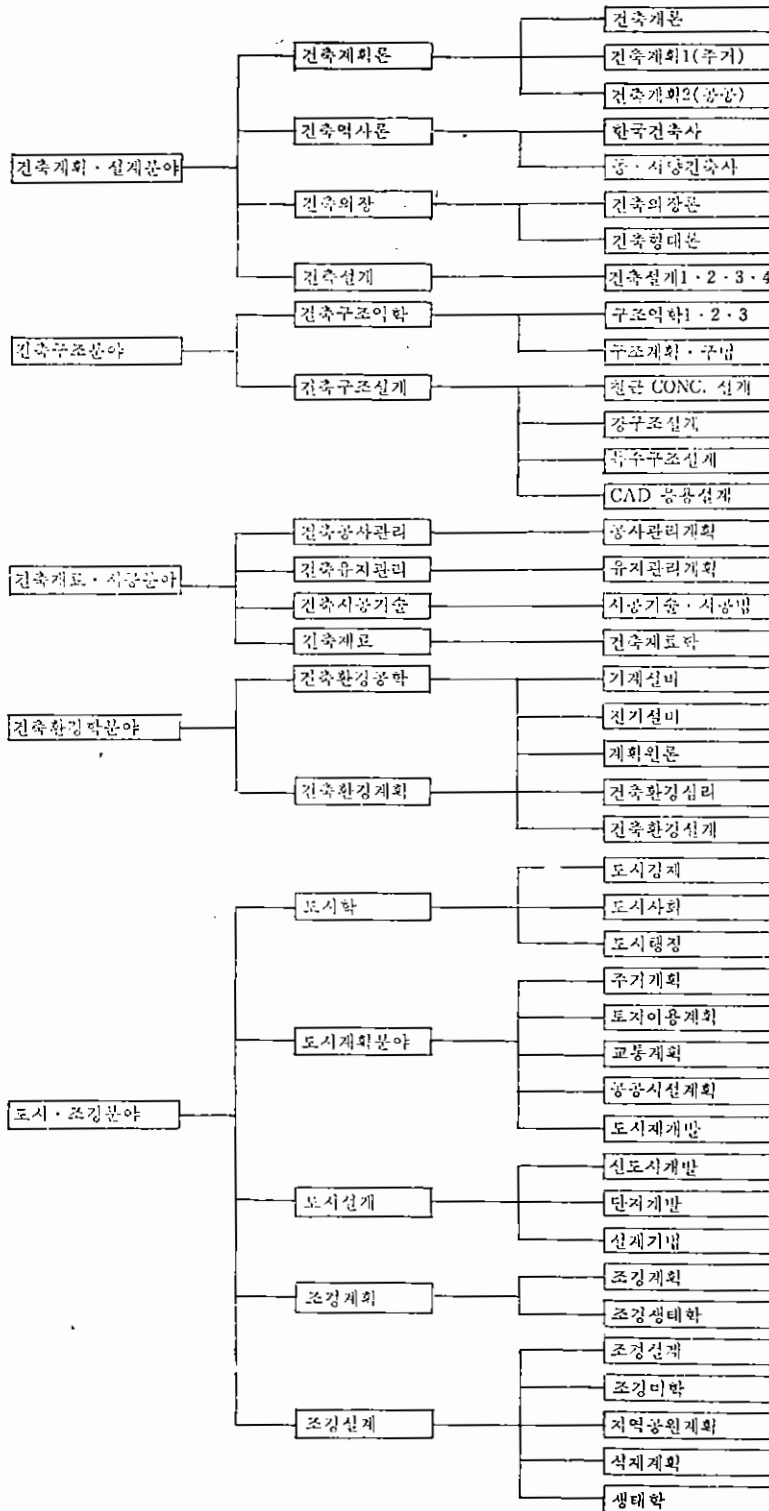 건축계획·설계분야
건축계획론
건축개론
건축계획1(주거)
건축계획2(공공)
건축역사론
한국건축사
동·서양건축사
건축의장
건축의장론
건축형태론
건축설계
건축설계1·2·3·4
건축구조분야
건축구조역학
구조역학1·2·3
구조계획·구법
건축구조설계
철근 CONC. 설계
강구조설계
특수구조설계
CAD 응용설계
건축재료·시공분야
건축공사관리
공사관리계획
건축유지관리
유지관리계획
건축시공기술
시공기술·시공법
건축재료
건축재료학
건축환경학분야
건축환경공학
기계설비
전기설비
계획원론
건축환경계획
건축환경심리
건축환경설계
도시·조경분야
도시학
도시경제
도시사회
도시행정
도시계획분야
주거계획
토지이용계획
교통계획
공공시설계획
도시재개발
도시설계
신도시개발
단지개발
설계기법
조경계획
조경계획
조경생태학
조경설계
조경설계
조경미학
지역공원계획
식재계획
생태학